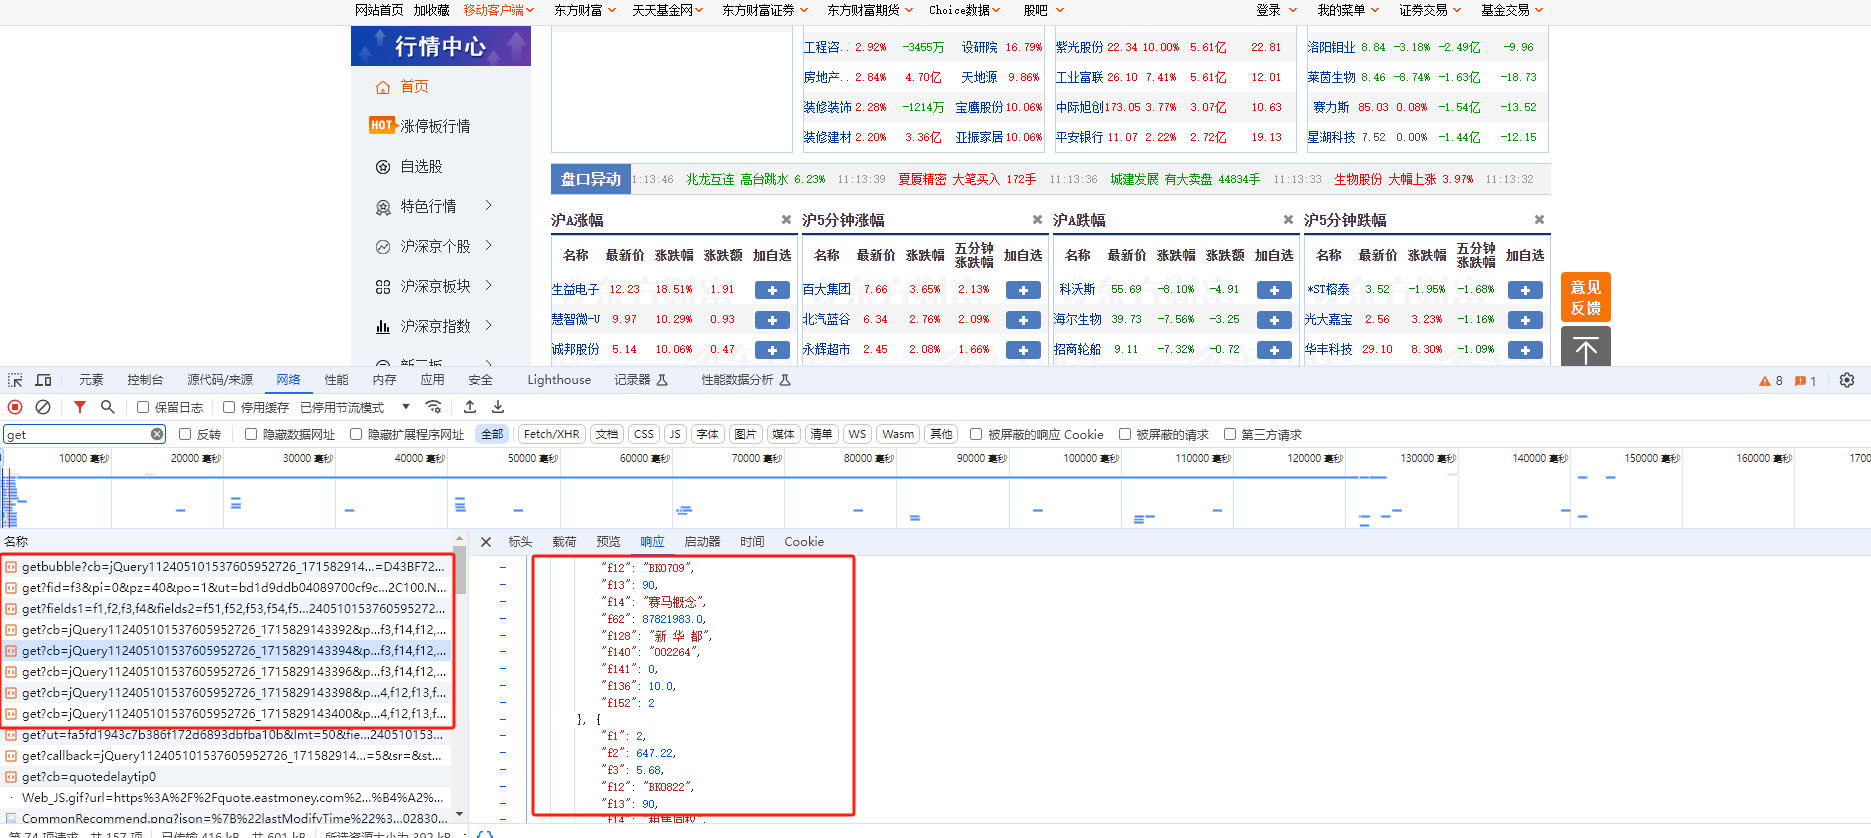 网站首页 加收藏 移动客户端 东方财富 天天基金网 东方财富证券 东方财富期货 Choice数据 股吧 登录 我的菜单 证券交易 基金交易
行情中心
首页
HOT 涨停板行情
自选股
特色行情
沪深京个股
沪深京板块
沪深京指数
新三板
工程咨.. 2.92% -3455万 设研院 16.79%
房地产.. 2.84% 4.70亿 天地源 9.86%
装修装饰 2.28% -1214万 宝鹰股份 10.06%
装修建材 2.20% 3.36亿 亚振家居 10.06%
紫光股份 22.34 10.00% 5.61亿 22.81
工业富联 26.10 7.41% 5.61亿 12.01
中际旭创 173.05 3.77% 3.07亿 10.63
平安银行 11.07 2.22% 2.72亿 19.13
洛阳钼业 8.84 -3.18% -2.49亿 -9.96
莱茵生物 8.46 -8.74% -1.63亿 -18.73
赛力斯 85.03 0.08% -1.54亿 -13.52
星湖科技 7.52 0.00% -1.44亿 -12.15
盘口异动 1:13:46 兆龙互连 高台跳水 6.23% 11:13:39 夏厦精密 大笔买入 172手 11:13:36 城建发展 有大卖盘 44834手 11:13:33 生物股份 大幅上涨 3.97% 11:13:32
沪A涨幅
名称 最新价 涨跌幅 涨跌额 加自选
生益电子 12.23 18.51% 1.91
慧智微-U 9.97 10.29% 0.93
诚邦股份 5.14 10.06% 0.47
沪5分钟涨幅
名称 最新价 涨跌幅 五分钟涨跌幅 加自选
百大集团 7.66 3.65% 2.13%
北汽蓝谷 6.34 2.76% 2.09%
永辉超市 2.45 2.08% 1.66%
沪A跌幅
名称 最新价 涨跌幅 涨跌额 加自选
科沃斯 55.69 -8.10% -4.91
海尔生物 39.73 -7.56% -3.25
招商轮船 9.11 -7.32% -0.72
沪5分钟跌幅
名称 最新价 涨跌幅 五分钟涨跌幅 加自选
*ST榕泰 3.52 -1.95% -1.68%
光大嘉宝 2.56 3.23% -1.16%
华丰科技 29.10 8.30% -1.09%
意见
反馈
元素 控制台 源代码/来源 网络 性能 内存 应用 安全 Lighthouse 记录器 性能数据分析 8 1
保留日志 停用缓存 已停用节流模式
get 反转 隐藏数据网址 隐藏扩展程序网址 全部 Fetch/XHR 文档 CSS JS 字体 图片 媒体 清单 WS Wasm 其他 被屏蔽的响应 Cookie 被屏蔽的请求 第三方请求
10000 毫秒 20000 毫秒 30000 毫秒 40000 毫秒 50000 毫秒 60000 毫秒 70000 毫秒 80000 毫秒 90000 毫秒 100000 毫秒 110000 毫秒 120000 毫秒 130000 毫秒 140000 毫秒 150000 毫秒 160000 毫秒 1700
名称
getbubble?cb=jQuery112405101537605952726_171582914...=D43BF72...
get?fid=f3&pi=0&pz=40&po=1&ut=bd1d9ddb04089700cf9c...2C100.N...
get?fields1=f1,f2,f3,f4&fields2=f51,f52,f53,f54,f5...240510153760595272...
get?cb=jQuery112405101537605952726_1715829143392&p...f3,f14,f12,...
get?cb=jQuery112405101537605952726_1715829143394&p...f3,f14,f12,...
get?cb=jQuery112405101537605952726_1715829143396&p...f3,f14,f12,...
get?cb=jQuery112405101537605952726_1715829143398&p...4,f12,f13,f...
get?cb=jQuery112405101537605952726_1715829143400&p...4,f12,f13,f...
get?ut=fa5fd1943c7b386f172d6893dbfba10b&lmt=50&fie...240510153...
get?callback=jQuery112405101537605952726_171582914...=5&sr=&st...
get?cb=quotedelaytip0
Web_JS.gif?url=https%3A%2F%2Fquote.eastmoney.com%2...%B4%A2%...
CommonRecommend.png?json=%7B%22lastModifyTime%22%3...02830...
第 74 项请求，共 157 项 已传输 416 kB，共 601 kB 所选资源大小为 392 kB
标头 载荷 预览 响应 启动器 时间 Cookie
"f12": "BK0709",
"f13": 90,
"f14": "赛马概念",
"f62": 87821983.0,
"f128": "新 华 都",
"f140": "002264",
"f141": 0,
"f136": 10.0,
"f152": 2
}, {
"f1": 2,
"f2": 647.22,
"f3": 5.68,
"f12": "BK0822",
"f13": 90,
"f14": "租售同权",
{}